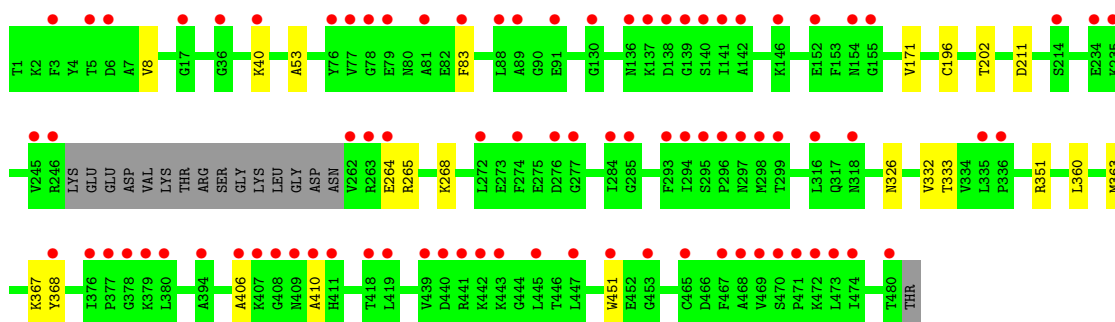 T1 K2 F3 Y4 T5 D6 A7 V8 G17 G36 K40 A53 Y76 V77 G78 E79 N80 A81 E82 F83 L88 A89 G90 E91 G130 N136 K137 D138 G139 S140 I141 A142 K146 E152 F153 N154 G155 V171 C196 T202 D211 S214 E234 K235
V245 R246 LYS GLU GLU ASP VAL LYS THR ARG SER GLY LYS LEU GLY ASP ASN V262 R263 E264 R265 K268 L272 E273 F274 E275 D276 G277 I284 G285 F293 I294 S295 P296 N297 M298 T299 L316 Q317 N318 N326 V332 T333 V334 L335 P336 R351 L360 M363
K367 Y368 I376 P377 G378 K379 L380 A394 A406 K407 G408 N409 A410 H411 T418 L419 V439 D440 R441 K442 K443 G444 L445 T446 L447 W451 E452 G453 C465 D466 F467 A468 V469 S470 P471 K472 L473 I474 T480 THR